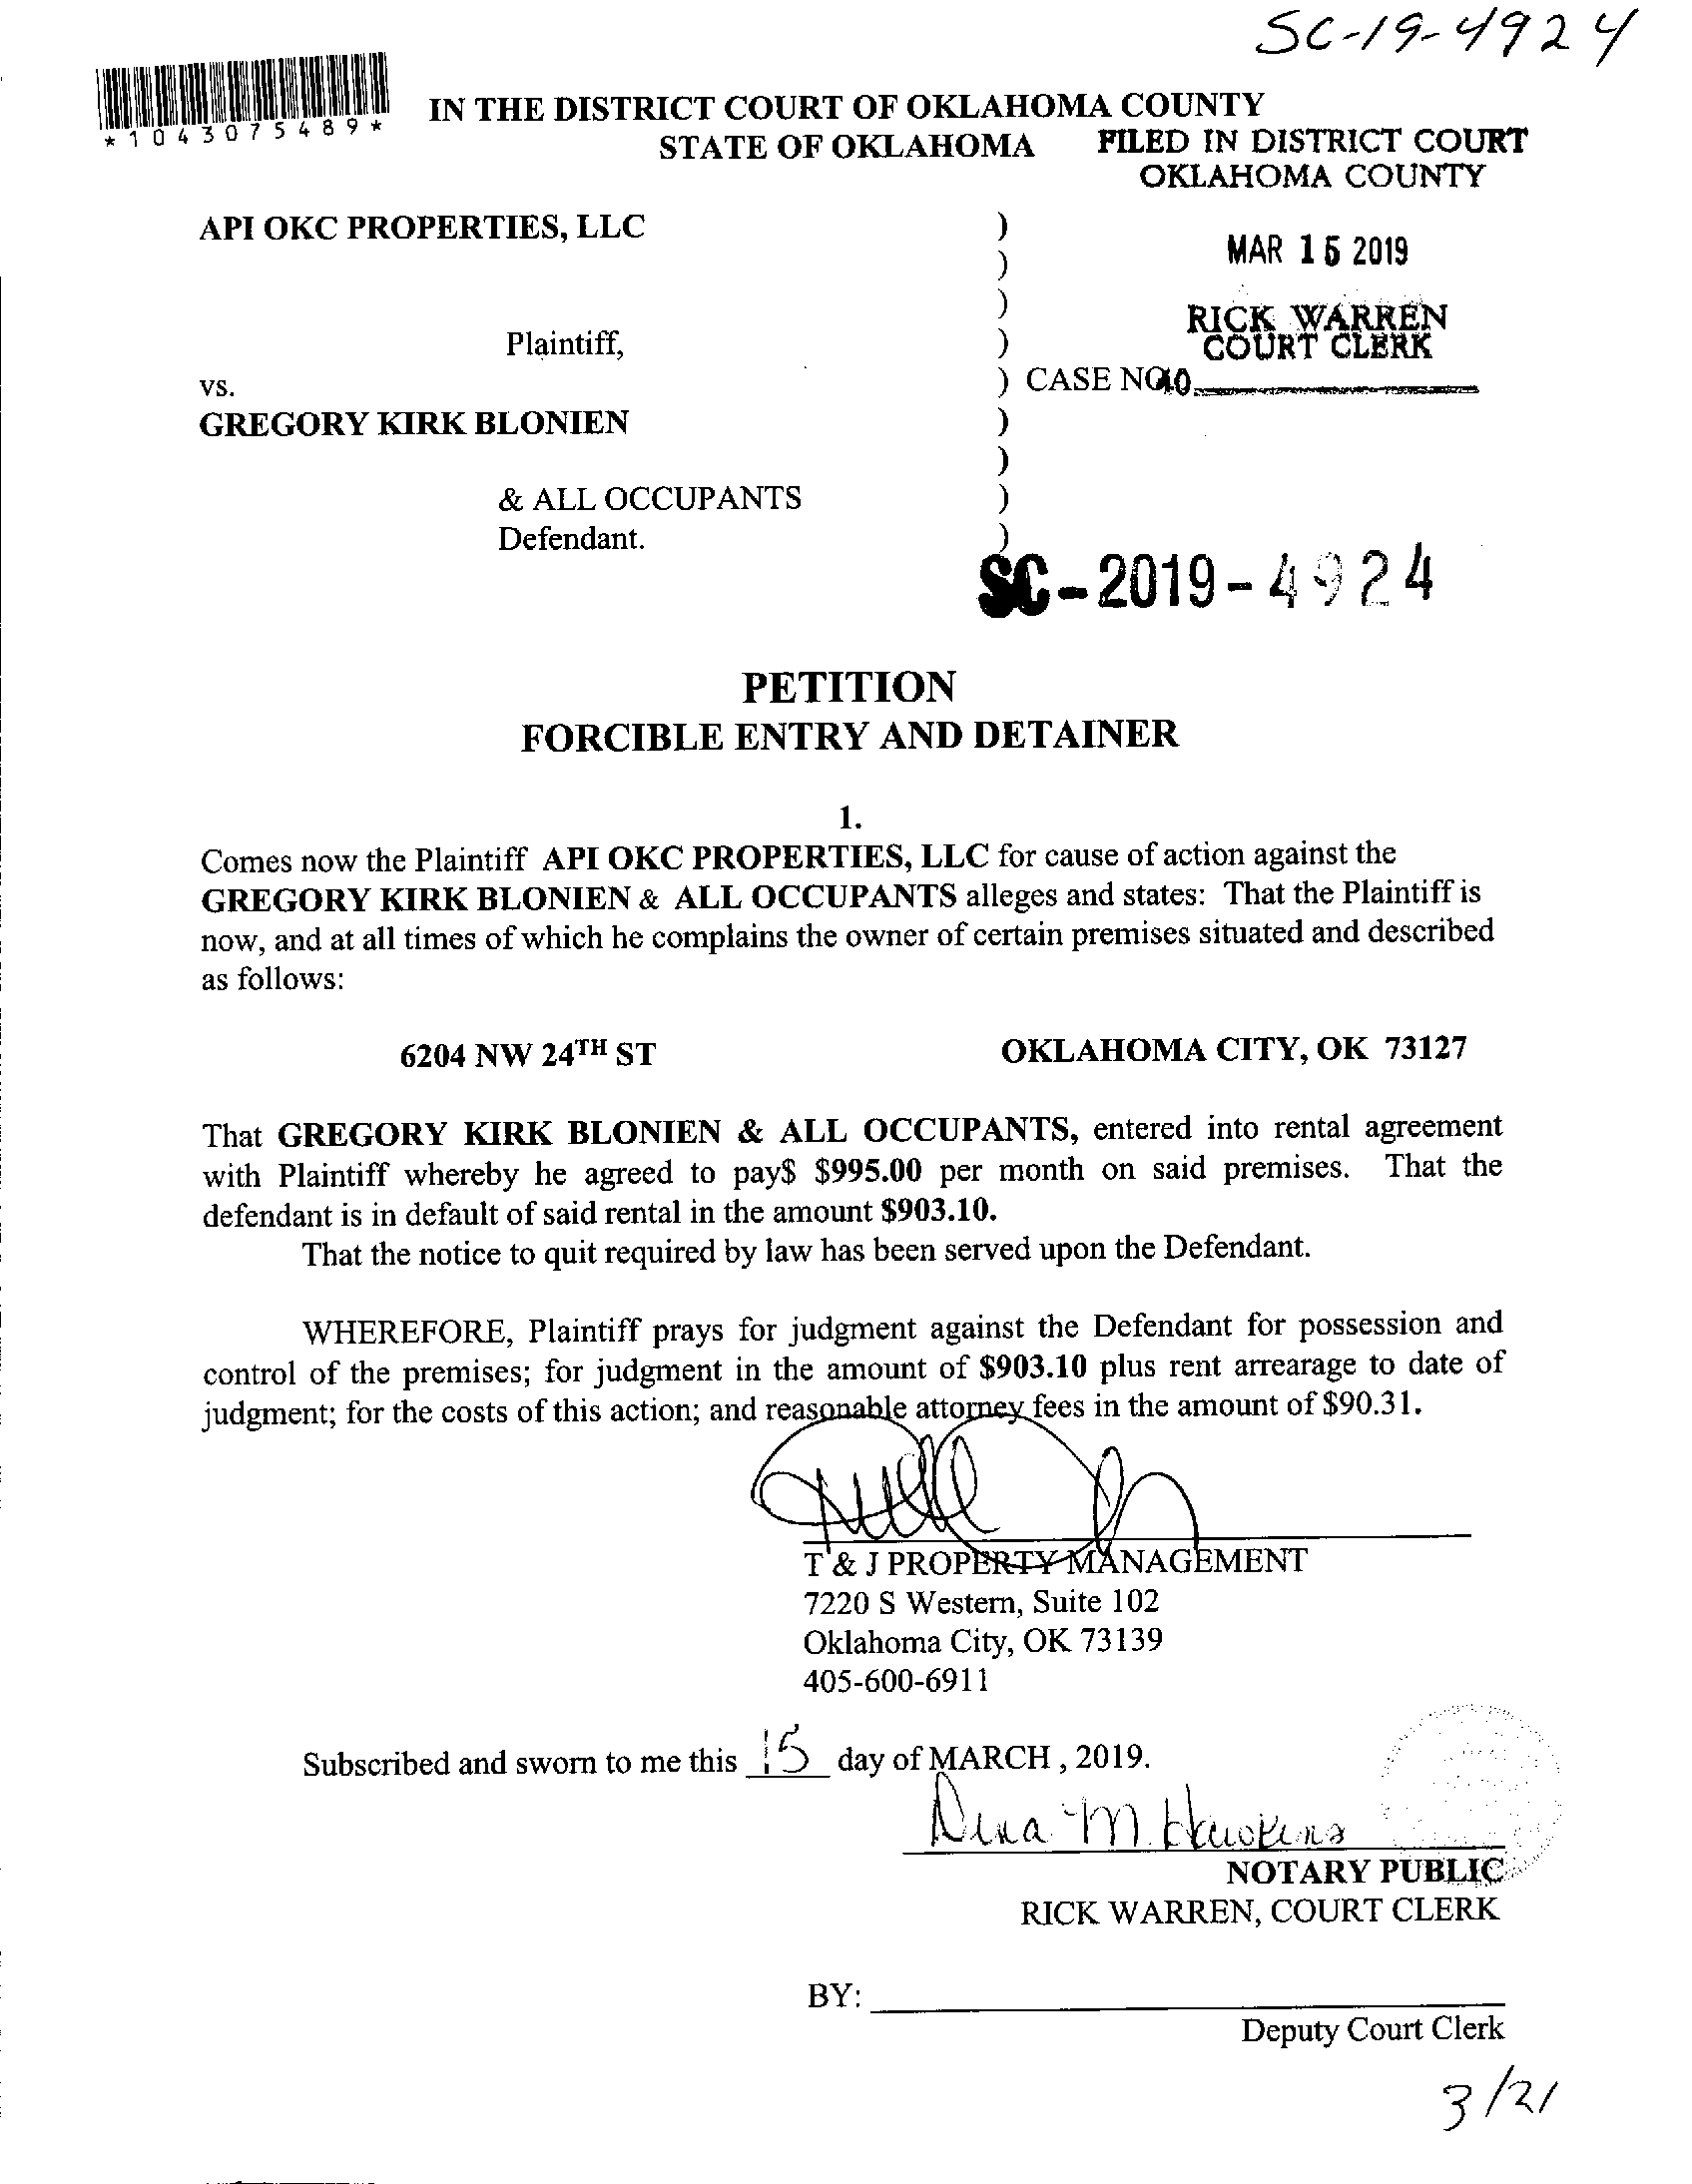 SC-19-4924
*1043075489*
IN THE DISTRICT COURT OF OKLAHOMA COUNTY
STATE OF OKLAHOMA
FILED IN DISTRICT COURT
OKLAHOMA COUNTY
API OKC PROPERTIES, LLC )
)
MAR 15 2019
)
RICK WARREN
COURT CLERK
Plaintiff, )
vs. ) CASE NO.
GREGORY KIRK BLONIEN )
)
& ALL OCCUPANTS )
Defendant. )
SC-2019-4924
PETITION
FORCIBLE ENTRY AND DETAINER
1.
Comes now the Plaintiff API OKC PROPERTIES, LLC for cause of action against the
GREGORY KIRK BLONIEN & ALL OCCUPANTS alleges and states: That the Plaintiff is
now, and at all times of which he complains the owner of certain premises situated and described
as follows:
6204 NW 24TH ST OKLAHOMA CITY, OK 73127
That GREGORY KIRK BLONIEN & ALL OCCUPANTS, entered into rental agreement
with Plaintiff whereby he agreed to pay$ $995.00 per month on said premises. That the
defendant is in default of said rental in the amount $903.10.
That the notice to quit required by law has been served upon the Defendant.
WHEREFORE, Plaintiff prays for judgment against the Defendant for possession and
control of the premises; for judgment in the amount of $903.10 plus rent arrearage to date of
judgment; for the costs of this action; and reasonable attorney fees in the amount of $90.31.
T & J PROPERTY MANAGEMENT
7220 S Western, Suite 102
Oklahoma City, OK 73139
405-600-6911
Subscribed and sworn to me this 15 day of MARCH , 2019.
Dena M. Hawkins
NOTARY PUBLIC
RICK WARREN, COURT CLERK
BY:
Deputy Court Clerk
3/21